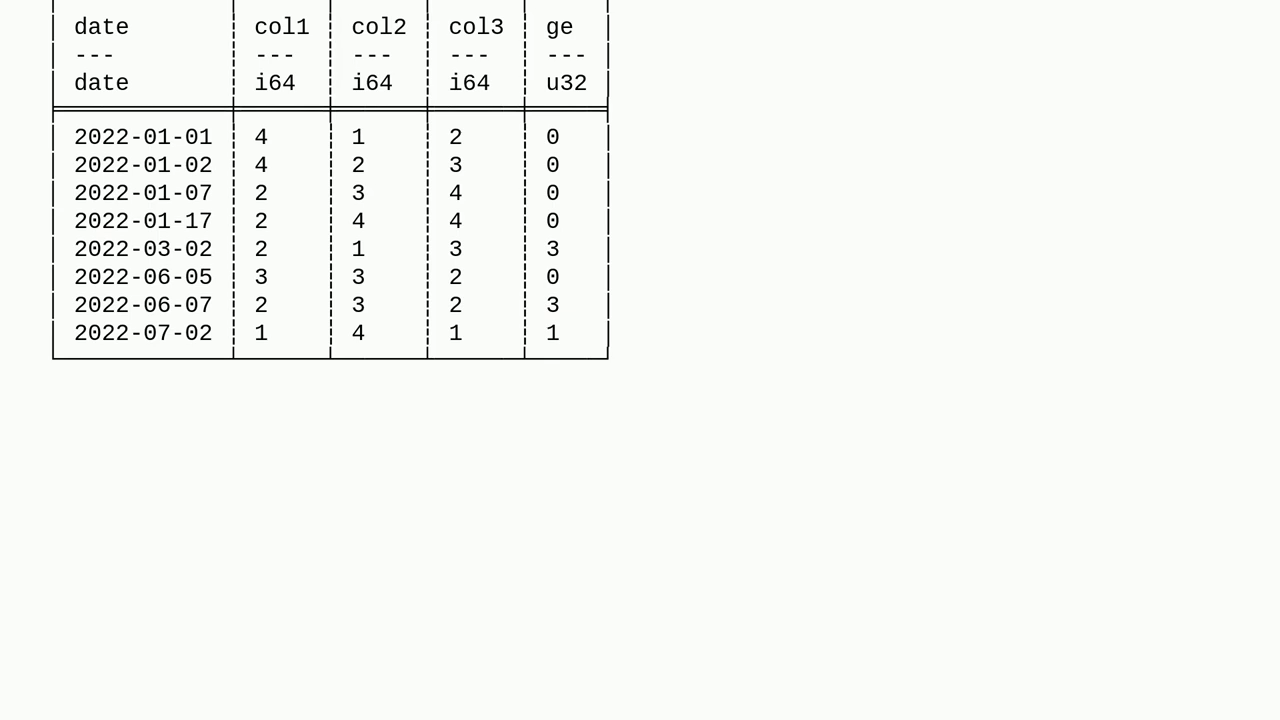 date col1 col2 col3 ge
--- --- --- --- ---
date i64 i64 i64 u32
2022-01-01 4 1 2 0
2022-01-02 4 2 3 0
2022-01-07 2 3 4 0
2022-01-17 2 4 4 0
2022-03-02 2 1 3 3
2022-06-05 3 3 2 0
2022-06-07 2 3 2 3
2022-07-02 1 4 1 1